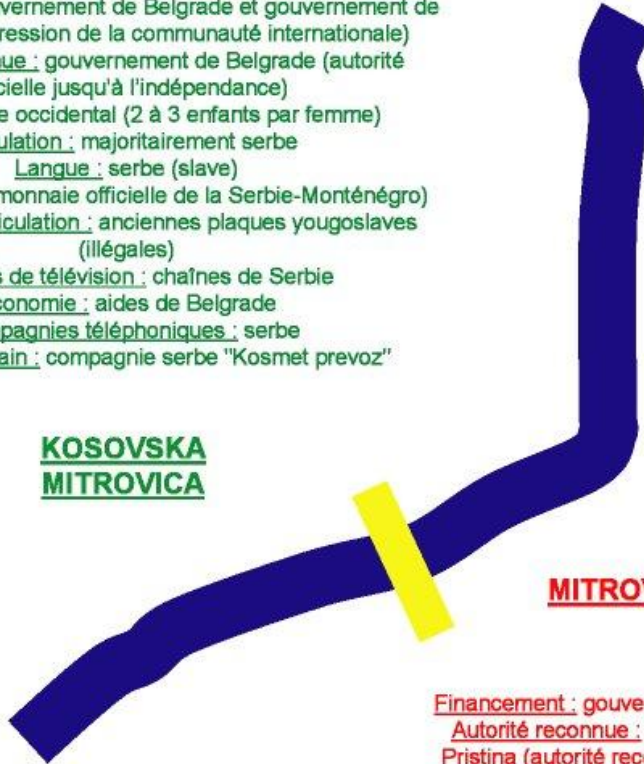 vernement de Belgrade et gouvernement de
ression de la communauté internationale)
nue : gouvernement de Belgrade (autorité
cielle jusqu'à l'indépendance)
e occidental (2 à 3 enfants par femme)
ulation : majoritairement serbe
Langue : serbe (slave)
monnaie officielle de la Serbie-Monténégro)
iculation : anciennes plaques yougoslaves
(illégales)
s de télévision : chaînes de Serbie
conomie : aides de Belgrade
pagnies téléphoniques : serbe
ain : compagnie serbe "Kosmet prevoz"
KOSOVSKA
MITROVICA
MITROV
Financement : gouve
Autorité reconnue :
Pristina (autorité rec